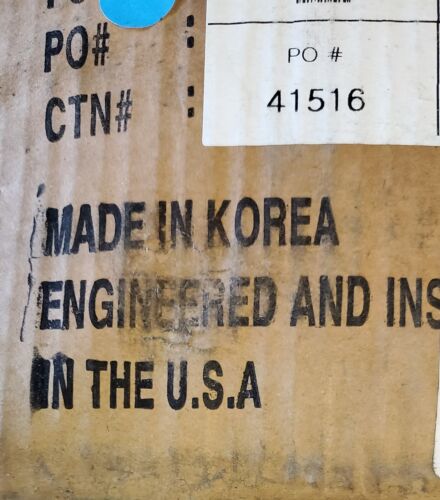 PO#
:
PO #
CTN#
:
41516
MADE IN KOREA
ENGINEERED AND INS
IN THE U.S.A